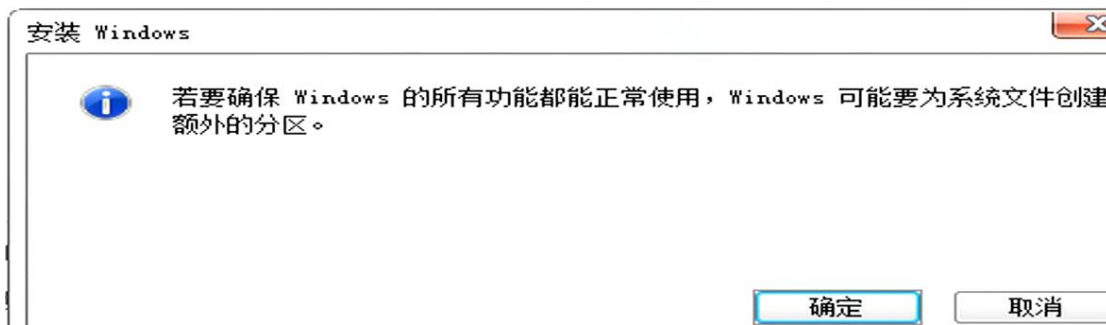 安装 Windows
若要确保 Windows 的所有功能都能正常使用，Windows 可能要为系统文件创建
额外的分区。
确定
取消